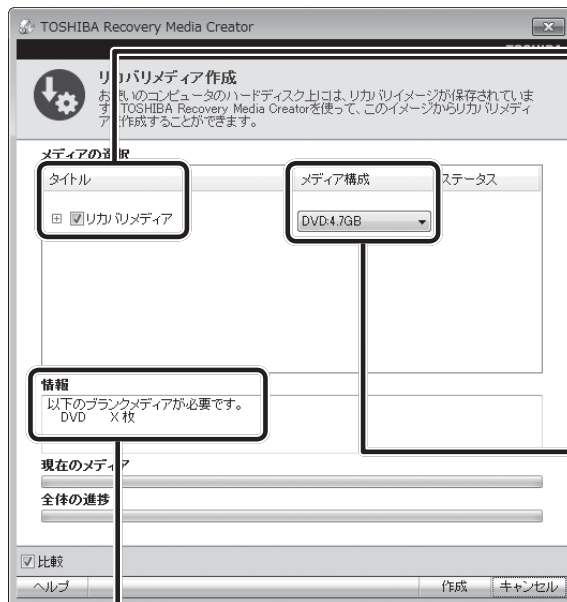 TOSHIBA Recovery Media Creator
TOSHIBA
リカバリメディア作成
お使いのコンピュータのハードディスク上には、リカバリイメージが保存されていま
す。TOSHIBA Recovery Media Creatorを使って、このイメージからリカバリメディ
アを作成することができます。
メディアの選択
タイトル メディア構成 ステータス
リカバリメディア DVD:4.7GB
情報
以下のブランクメディアが必要です。
DVD X枚
現在のメディア
全体の進捗
比較
ヘルプ 作成 キャンセル